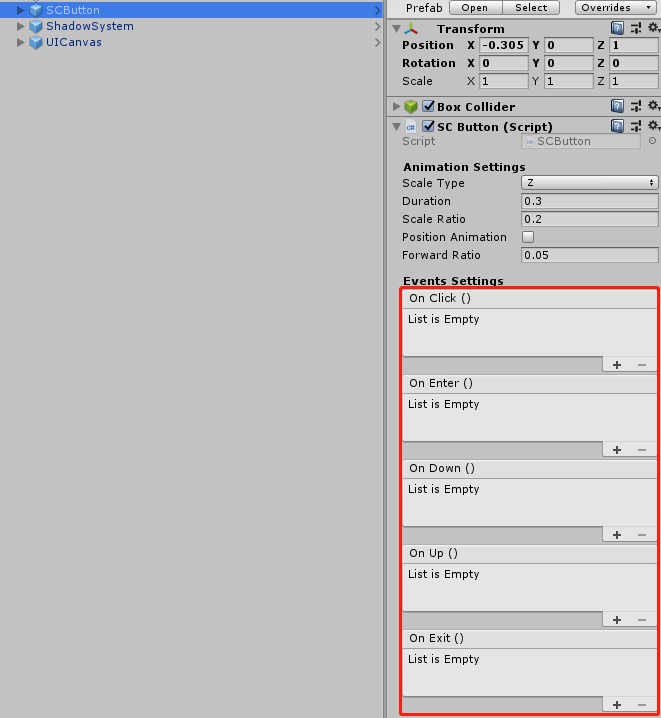 SCButton
ShadowSystem
UICanvas
Prefab Open Select Overrides
Transform
Position X -0.305 Y 0 Z 1
Rotation X 0 Y 0 Z 0
Scale X 1 Y 1 Z 1
Box Collider
SC Button (Script)
Script SCButton
Animation Settings
Scale Type Z
Duration 0.3
Scale Ratio 0.2
Position Animation
Forward Ratio 0.05
Events Settings
On Click ()
List is Empty
+ −
On Enter ()
List is Empty
+ −
On Down ()
List is Empty
+ −
On Up ()
List is Empty
+ −
On Exit ()
List is Empty
+ −